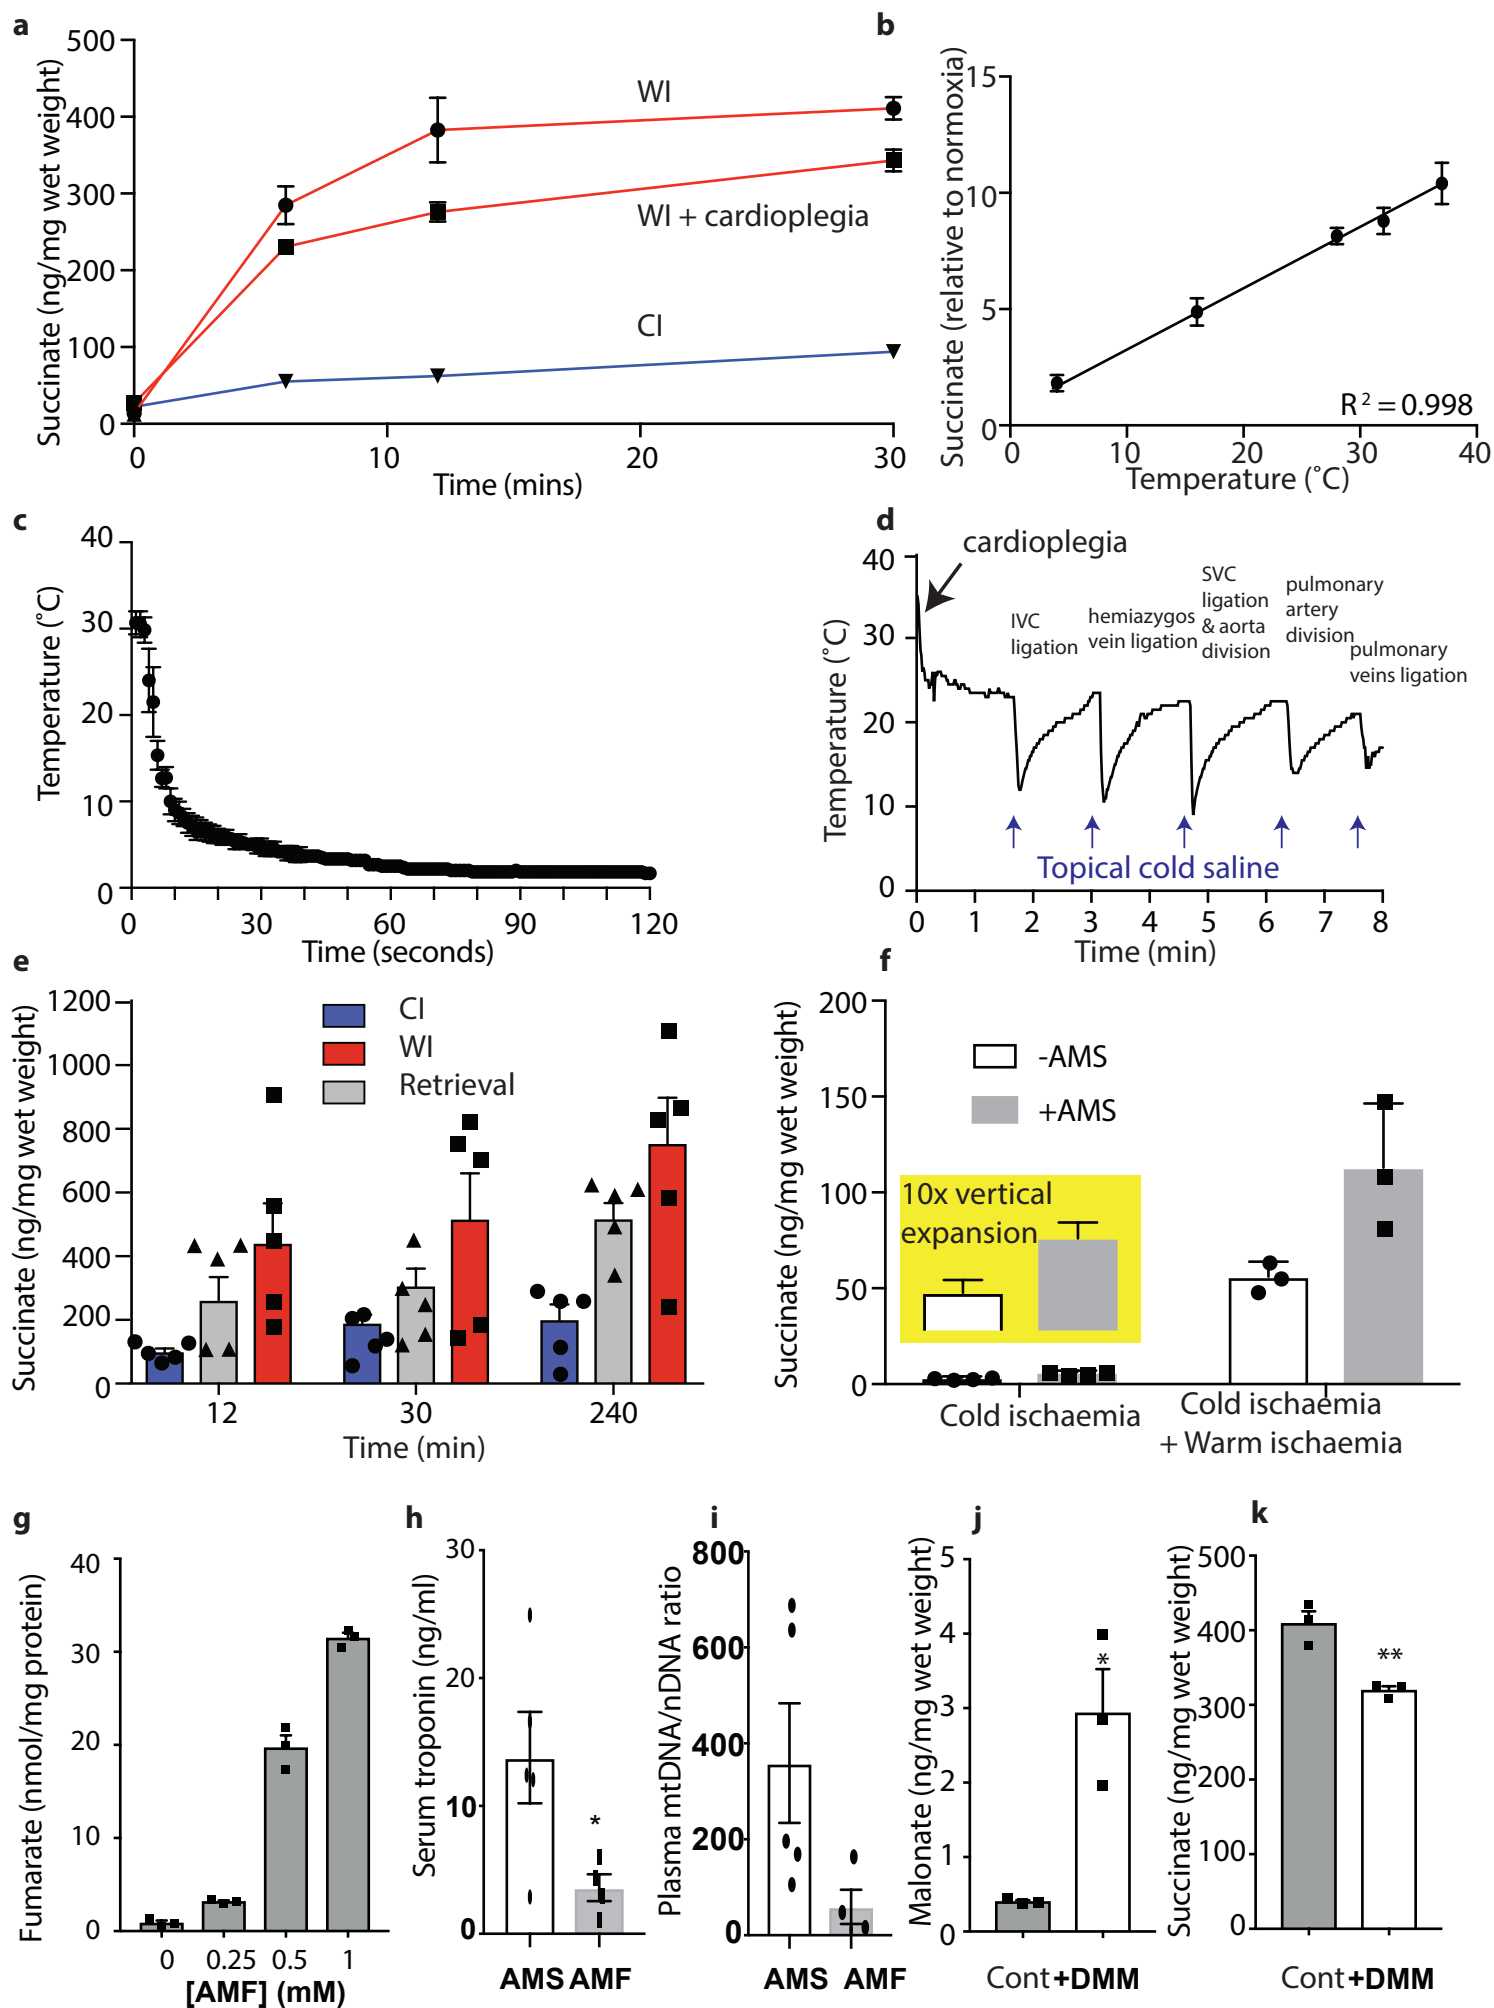 a
500
400
300
200
100
0
Succinate (ng/mg wet weight)
WI
WI + cardioplegia
CI
0
10
20
30
Time (mins)
b
15
10
5
0
Succinate (relative to normoxia)
R² = 0.998
0
10
20
30
40
Temperature (˚C)
c
40
30
20
10
0
Temperature (˚C)
0
30
60
90
120
Time (seconds)
d
40
30
20
10
0
Temperature (˚C)
cardioplegia
IVC
ligation
hemiazygos
vein ligation
SVC
ligation
& aorta
division
pulmonary
artery
division
pulmonary
veins ligation
Topical cold saline
0
1
2
3
4
5
6
7
8
Time (min)
e
1200
1000
800
600
400
200
0
Succinate (ng/mg wet weight)
CI
WI
Retrieval
12
30
240
Time (min)
f
200
150
100
50
0
Succinate (ng/mg wet weight)
-AMS
+AMS
10x vertical
expansion
Cold ischaemia
Cold ischaemia
+ Warm ischaemia
g
40
30
20
10
0
Fumarate (nmol/mg protein)
0
0.25
0.5
1
[AMF] (mM)
h
30
20
10
0
Serum troponin (ng/ml)
*
AMS
AMF
i
800
600
400
200
0
Plasma mtDNA/nDNA ratio
AMS
AMF
j
5
4
3
2
1
0
Malonate (ng/mg wet weight)
*
Cont
+DMM
k
500
400
300
200
100
0
Succinate (ng/mg wet weight)
**
Cont
+DMM